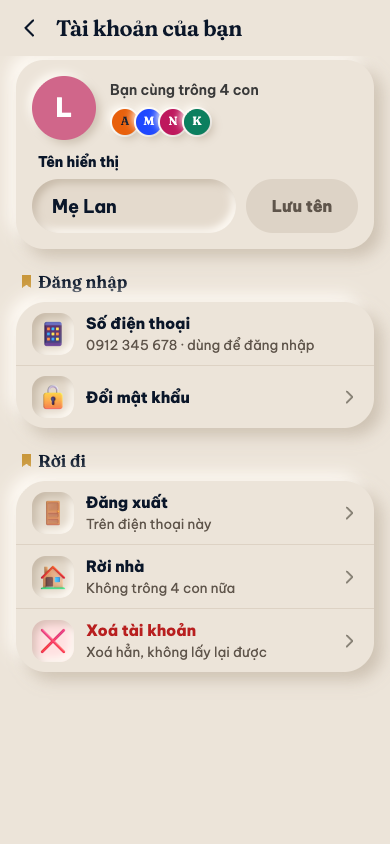 Tài khoản của bạn
L
Bạn cùng trông 4 con
A M N K
Tên hiển thị
Mẹ Lan
Lưu tên
Đăng nhập
Số điện thoại
0912 345 678 · dùng để đăng nhập
Đổi mật khẩu
Rời đi
Đăng xuất
Trên điện thoại này
Rời nhà
Không trông 4 con nữa
Xoá tài khoản
Xoá hẳn, không lấy lại được